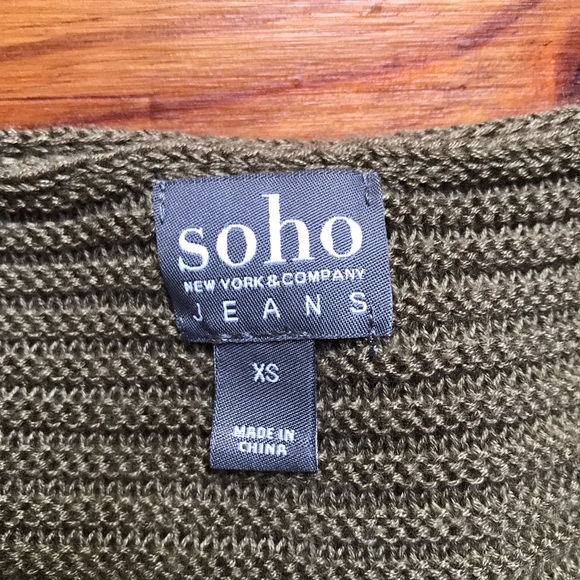 soho
NEW YORK & COMPANY
JEANS
XS
MADE IN
CHINA